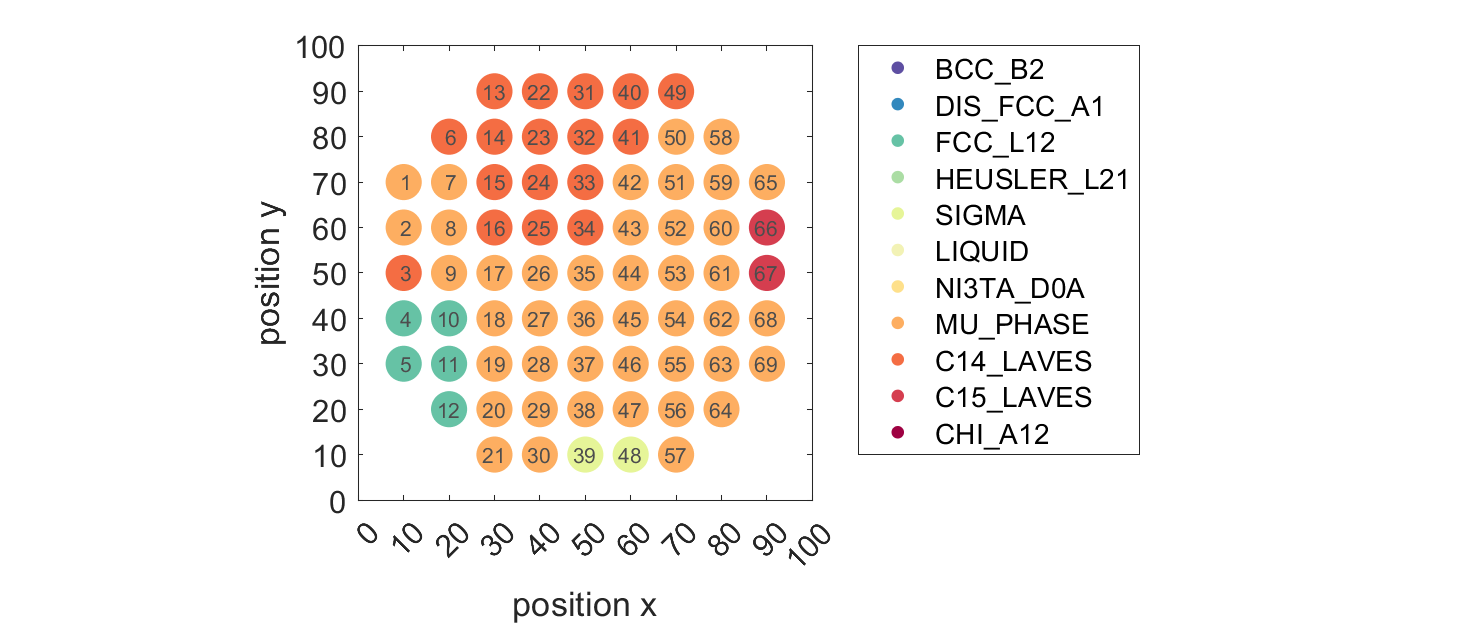 100
90 13 22 31 40 49
80 6 14 23 32 41 50 58
70 1 7 15 24 33 42 51 59 65
60 2 8 16 25 34 43 52 60 66
50 3 9 17 26 35 44 53 61 67
40 4 10 18 27 36 45 54 62 68
30 5 11 19 28 37 46 55 63 69
20 12 20 29 38 47 56 64
10 21 30 39 48 57
0
0 10 20 30 40 50 60 70 80 90 100
position x
position y
BCC_B2
DIS_FCC_A1
FCC_L12
HEUSLER_L21
SIGMA
LIQUID
NI3TA_D0A
MU_PHASE
C14_LAVES
C15_LAVES
CHI_A12